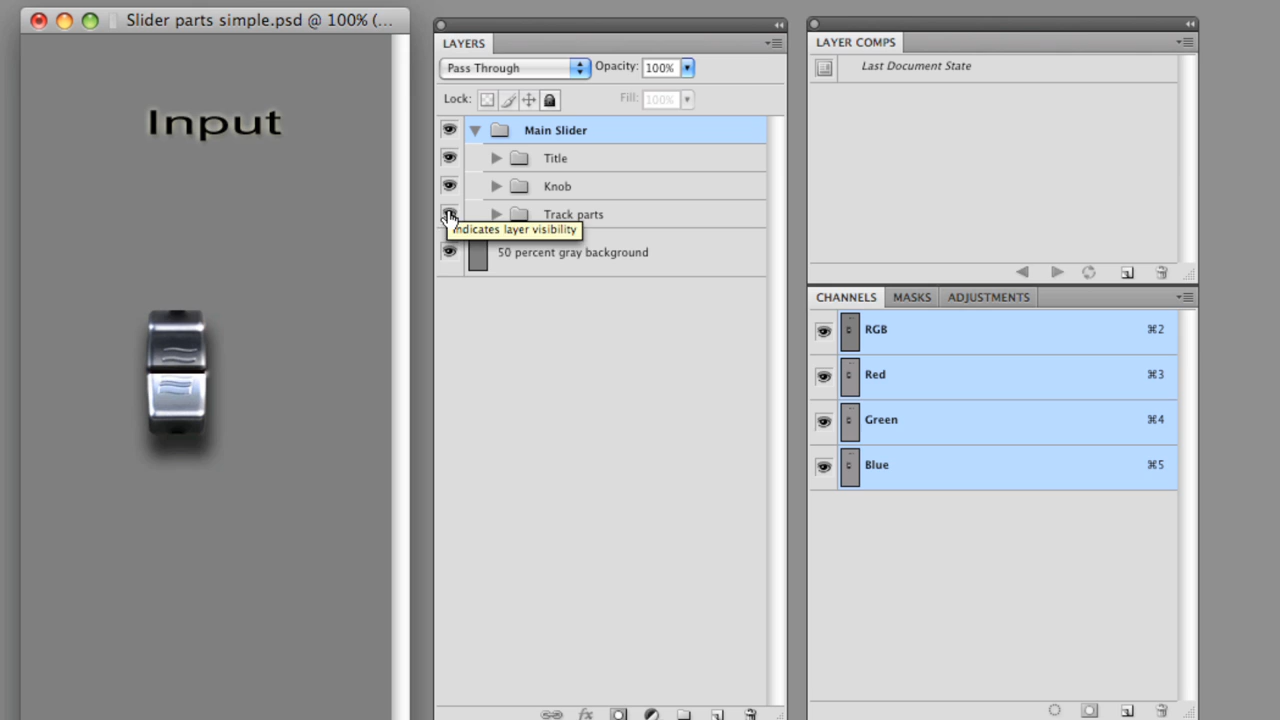 Slider parts simple.psd @ 100% (...
Input
LAYERS
Pass Through
Opacity: 100%
Lock:
Fill: 100%
Main Slider
Title
Knob
Track parts
Indicates layer visibility
50 percent gray background
fx
LAYER COMPS
Last Document State
CHANNELS MASKS ADJUSTMENTS
RGB ⌘2
Red ⌘3
Green ⌘4
Blue ⌘5